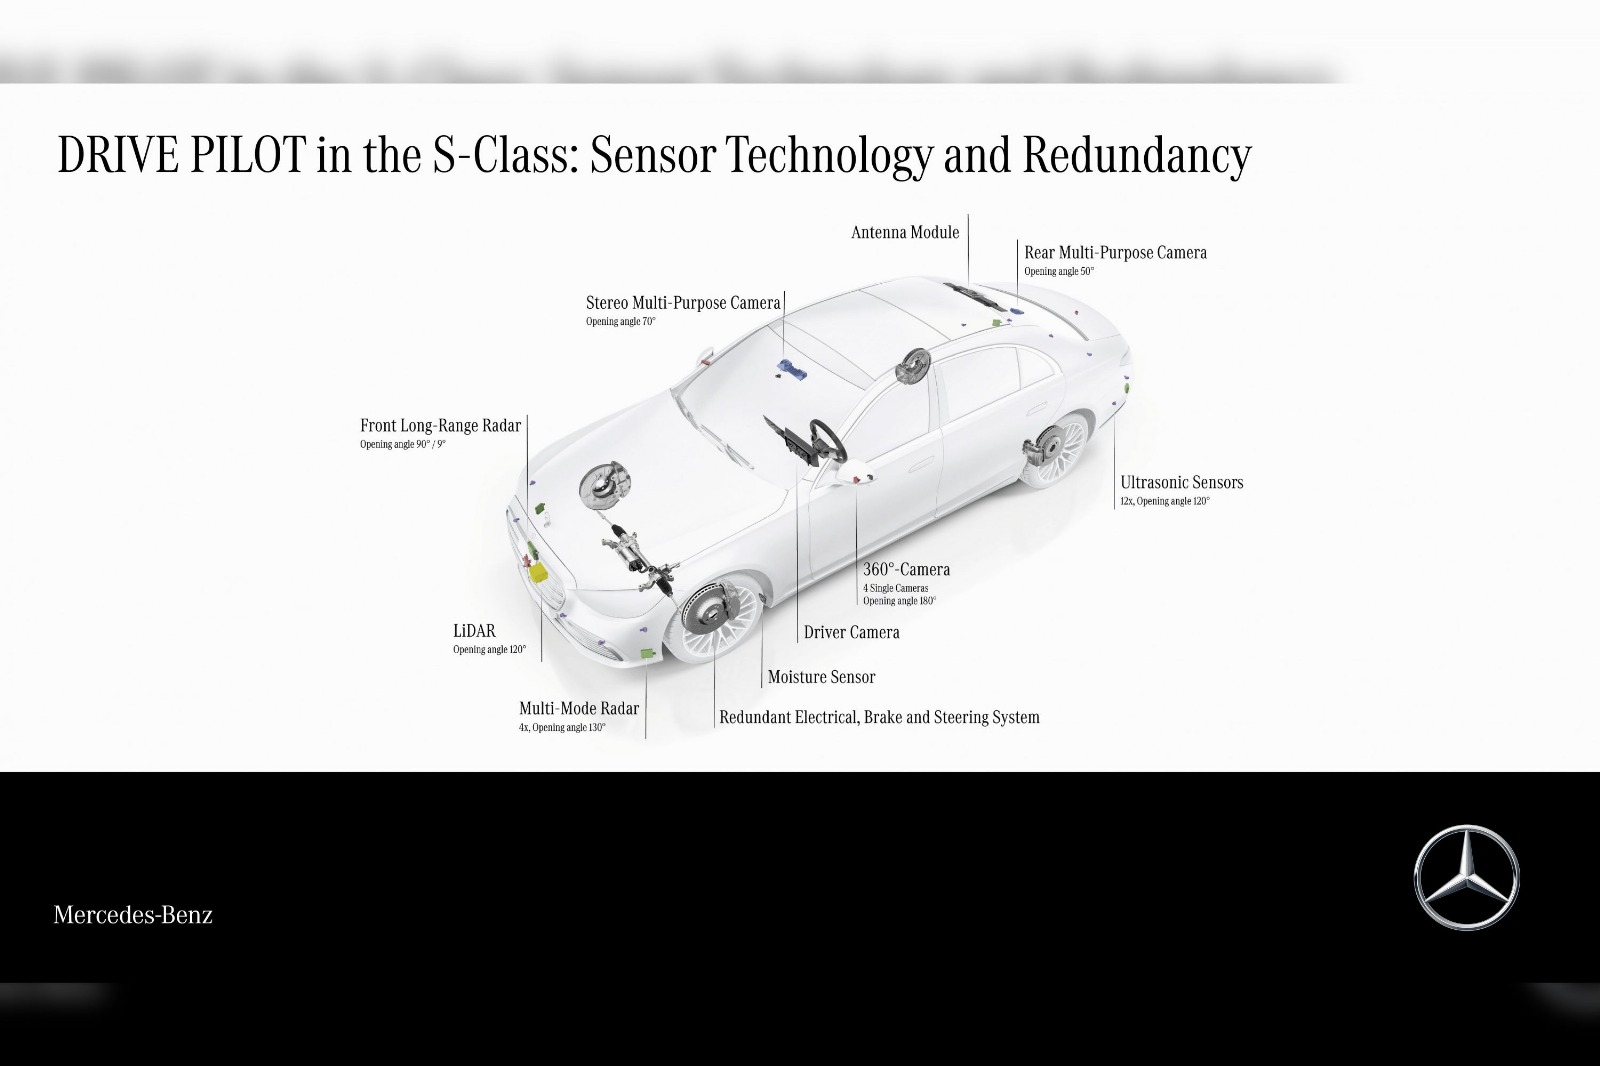 DRIVE PILOT in the S-Class: Sensor Technology and Redundancy
Antenna Module
Rear Multi-Purpose Camera
Opening angle 50°
Stereo Multi-Purpose Camera
Opening angle 70°
Front Long-Range Radar
Opening angle 90° / 9°
Ultrasonic Sensors
12x, Opening angle 120°
360°-Camera
4 Single Cameras
Opening angle 180°
LiDAR
Opening angle 120°
Driver Camera
Moisture Sensor
Multi-Mode Radar
4x, Opening angle 130°
Redundant Electrical, Brake and Steering System
Mercedes-Benz